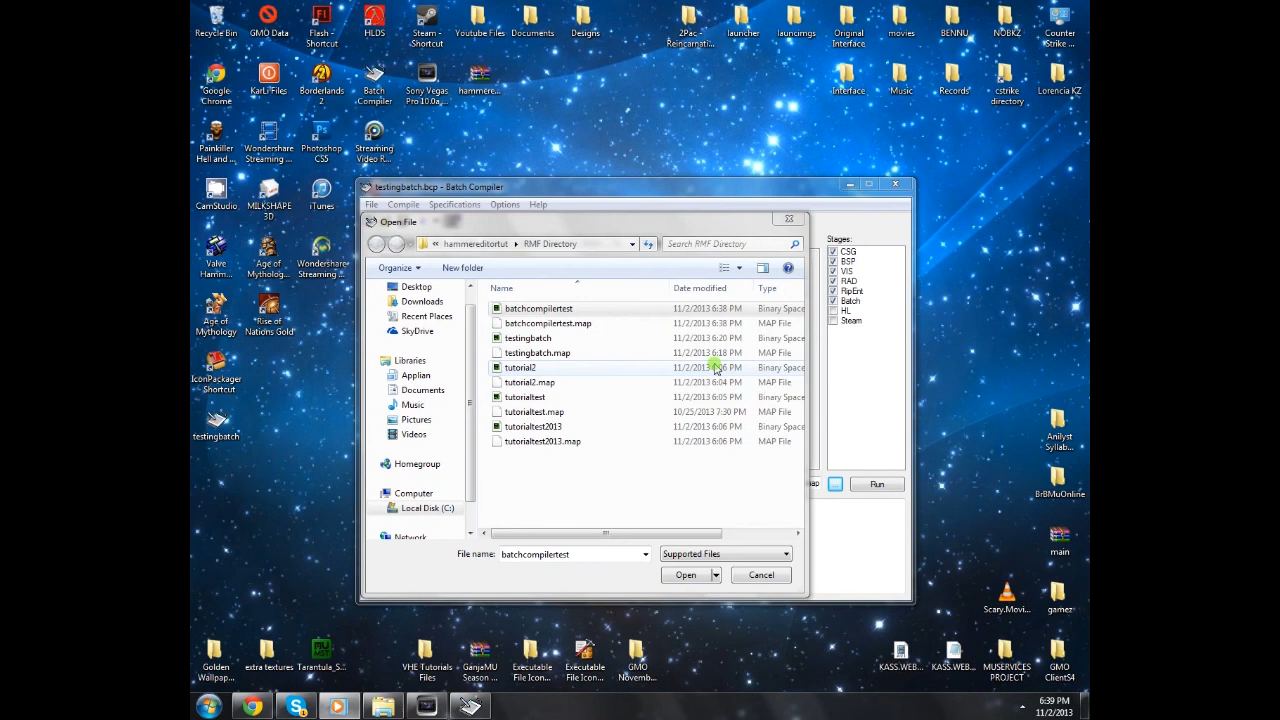 Recycle Bin
GMO Data
Flash - Shortcut
HLDS
Steam - Shortcut
Youtube Files
Documents
Designs
2Pac - Reincarnati...
launcher
launcimgs
Original Interface
movies
BENNU
NOBKZ
Counter Strike ...
Google Chrome
KarLi Files
Borderlands 2
Batch Compiler
Sony Vegas Pro 10.0a...
hammere...
Interface
Music
Records
cstrike directory
Lorencia KZ
Painkiller Hell and ...
Wondershare Streaming ...
Photoshop CS5
Streaming Video R...
CamStudio
MILKSHAPE 3D
iTunes
Valve Hamm...
Age of Mytholog...
Wondershare Streaming...
Age of Mythology
Rise of Nations Gold
IconPackager Shortcut
testingbatch
testingbatch.bcp - Batch Compiler
File Compile Specifications Options Help
Open File
« hammereditortut RMF Directory
Search RMF Directory
Organize New folder
Name Date modified Type
Desktop
Downloads
Recent Places
SkyDrive
Libraries
Applian
Documents
Music
Pictures
Videos
Homegroup
Computer
Local Disk (C:)
Network
batchcompilertest 11/2/2013 6:38 PM Binary Space
batchcompilertest.map 11/2/2013 6:38 PM MAP File
testingbatch 11/2/2013 6:20 PM Binary Space
testingbatch.map 11/2/2013 6:18 PM MAP File
tutorial2 11/2/2013 PM Binary Space
tutorial2.map 11/2/2013 6:04 PM MAP File
tutorialtest 11/2/2013 6:05 PM Binary Space
tutorialtest.map 10/25/2013 7:30 PM MAP File
tutorialtest2013 11/2/2013 6:06 PM Binary Space
tutorialtest2013.map 11/2/2013 6:06 PM MAP File
File name: batchcompilertest Supported Files
Open Cancel
Stages:
CSG
BSP
VIS
RAD
RipEnt
Batch
HL
Steam
ap ... Run
Anilyst Syllab...
BrBMuOnline
main
Scary.Movi...
gamez
Golden Wallpap...
extra textures
Tarantula_S...
VHE Tutorials Files
GanjaMU Season ...
Executable File Icon...
Executable File Icon...
GMO Novemb...
KASS.WEB...
KASS.WEB...
MUSERVICES PROJECT
GMO ClientS4
6:39 PM
11/2/2013